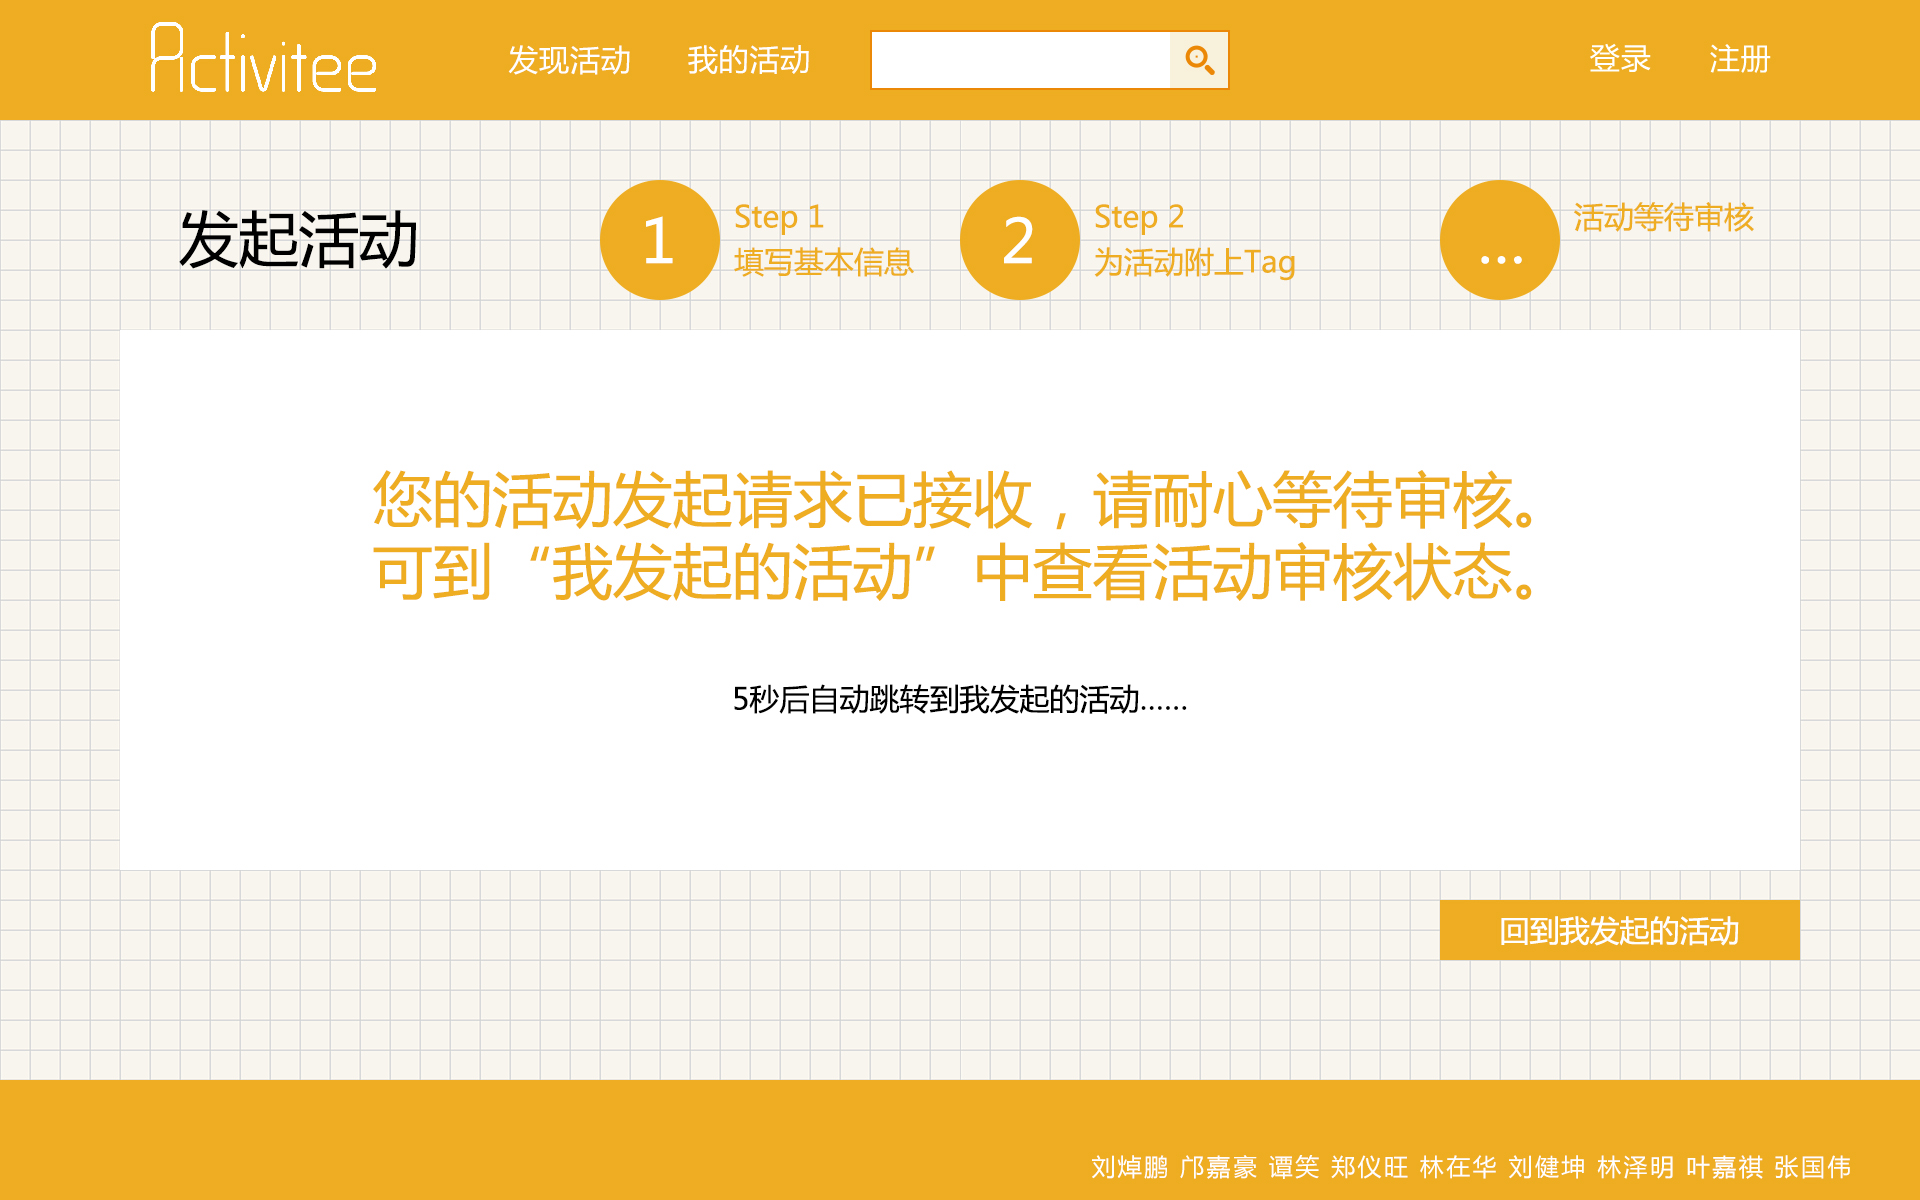 Activitee
发现活动
我的活动
登录
注册
发起活动
1
Step 1
填写基本信息
2
Step 2
为活动附上Tag
...
活动等待审核
您的活动发起请求已接收，请耐心等待审核。
可到“我发起的活动”中查看活动审核状态。
5秒后自动跳转到我发起的活动......
回到我发起的活动
刘焯鹏 邝嘉豪 谭笑 郑仪旺 林在华 刘健坤 林泽明 叶嘉祺 张国伟